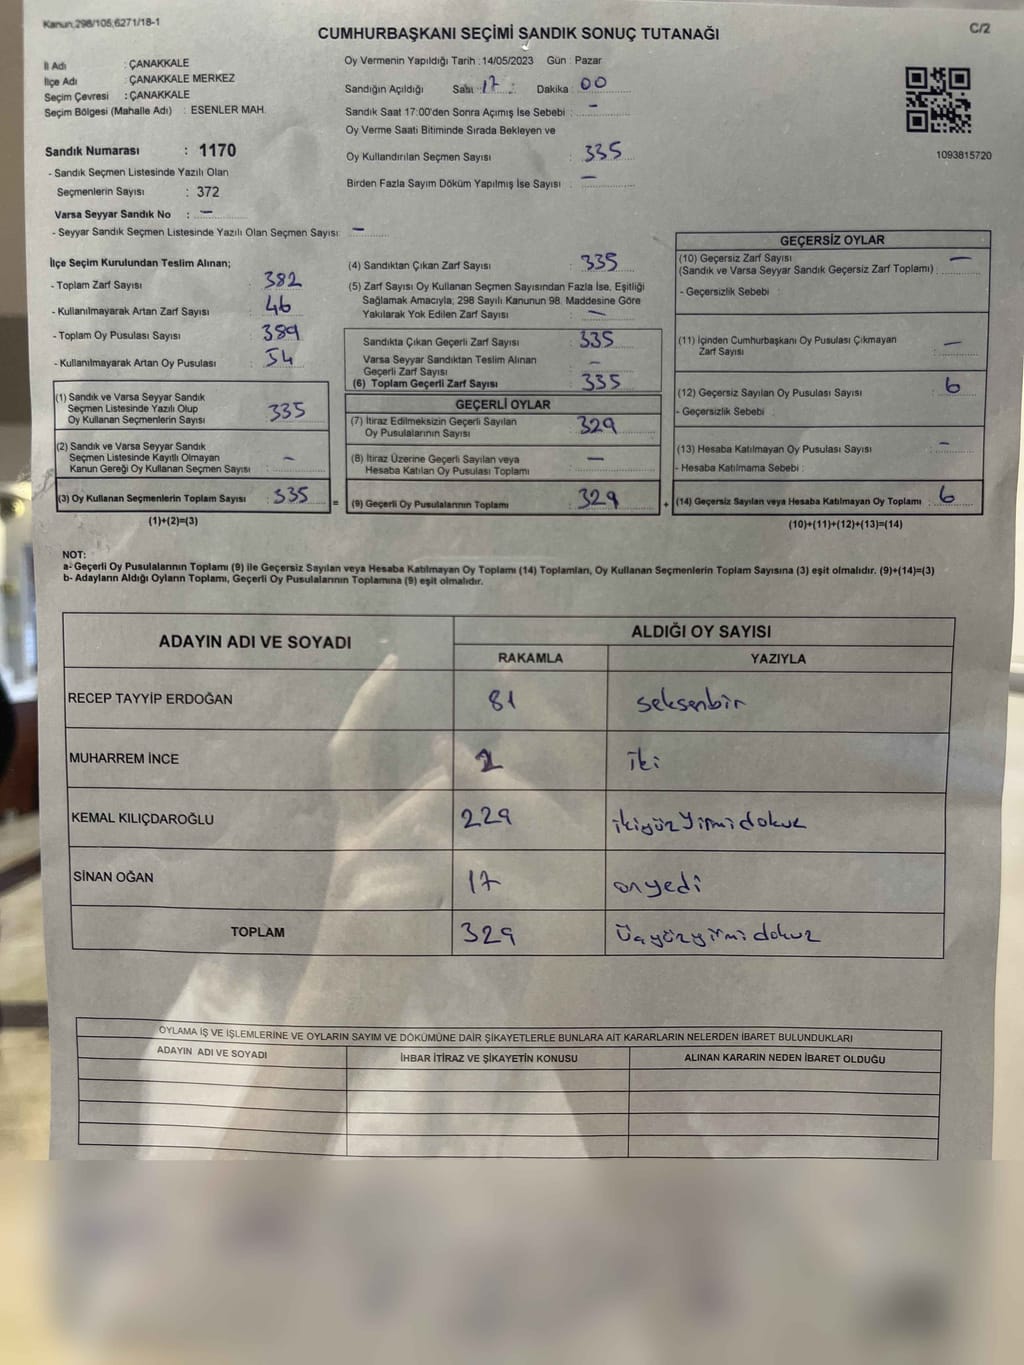 Kanun,298/105,6271/18-1
C/2
CUMHURBAŞKANI SEÇİMİ SANDIK SONUÇ TUTANAĞI
İl Adı : ÇANAKKALE
İlçe Adı : ÇANAKKALE MERKEZ
Seçim Çevresi : ÇANAKKALE
Seçim Bölgesi (Mahalle Adı) : ESENLER MAH.
Oy Vermenin Yapıldığı Tarih : 14/05/2023 Gün : Pazar
Sandığın Açıldığı Saat : 17 : Dakika : 00
Sandık Saat 17:00'den Sonra Açımış İse Sebebi : —
Oy Verme Saati Bitiminde Sırada Bekleyen ve
Oy Kullandırılan Seçmen Sayısı : 335
Birden Fazla Sayım Döküm Yapılmış İse Sayısı : —
1093815720
Sandık Numarası : 1170
- Sandık Seçmen Listesinde Yazılı Olan
Seçmenlerin Sayısı : 372
Varsa Seyyar Sandık No : —
- Seyyar Sandık Seçmen Listesinde Yazılı Olan Seçmen Sayısı: —
İlçe Seçim Kurulundan Teslim Alınan;
- Toplam Zarf Sayısı : 382
- Kullanılmayarak Artan Zarf Sayısı : 46
- Toplam Oy Pusulası Sayısı : 389
- Kullanılmayarak Artan Oy Pusulası : 54
(1) Sandık ve Varsa Seyyar Sandık
Seçmen Listesinde Yazılı Olup
Oy Kullanan Seçmenlerin Sayısı : 335
(2) Sandık ve Varsa Seyyar Sandık
Seçmen Listesinde Kayıtlı Olmayan
Kanun Gereği Oy Kullanan Seçmen Sayısı : —
(3) Oy Kullanan Seçmenlerin Toplam Sayısı : 335
(1)+(2)=(3)
(4) Sandıktan Çıkan Zarf Sayısı : 335
(5) Zarf Sayısı Oy Kullanan Seçmen Sayısından Fazla İse, Eşitliği
Sağlamak Amacıyla; 298 Sayılı Kanunun 98. Maddesine Göre
Yakılarak Yok Edilen Zarf Sayısı : —
Sandıkta Çıkan Geçerli Zarf Sayısı : 335
Varsa Seyyar Sandıktan Teslim Alınan
Geçerli Zarf Sayısı : —
(6) Toplam Geçerli Zarf Sayısı : 335
GEÇERLİ OYLAR
(7) İtiraz Edilmeksizin Geçerli Sayılan
Oy Pusulalarının Sayısı : 329
(8) İtiraz Üzerine Geçerli Sayılan veya
Hesaba Katılan Oy Pusulası Toplamı : —
= (9) Geçerli Oy Pusulalarının Toplamı : 329
GEÇERSİZ OYLAR
(10) Geçersiz Zarf Sayısı
(Sandık ve Varsa Seyyar Sandık Geçersiz Zarf Toplamı) : —
- Geçersizlik Sebebi :
(11) İçinden Cumhurbaşkanı Oy Pusulası Çıkmayan
Zarf Sayısı : —
(12) Geçersiz Sayılan Oy Pusulası Sayısı : 6
- Geçersizlik Sebebi :
(13) Hesaba Katılmayan Oy Pusulası Sayısı : —
- Hesaba Katılmama Sebebi :
+ (14) Geçersiz Sayılan veya Hesaba Katılmayan Oy Toplamı : 6
(10)+(11)+(12)+(13)=(14)
NOT:
a- Geçerli Oy Pusulalarının Toplamı (9) ile Geçersiz Sayılan veya Hesaba Katılmayan Oy Toplamı (14) Toplamları, Oy Kullanan Seçmenlerin Toplam Sayısına (3) eşit olmalıdır. (9)+(14)=(3)
b- Adayların Aldığı Oyların Toplamı, Geçerli Oy Pusulalarının Toplamına (9) eşit olmalıdır.
ADAYIN ADI VE SOYADI
ALDIĞI OY SAYISI
RAKAMLA YAZIYLA
RECEP TAYYİP ERDOĞAN 81 seksenbir
MUHARREM İNCE 2 iki
KEMAL KILIÇDAROĞLU 229 ikiyüzyirmidokuz
SİNAN OĞAN 17 onyedi
TOPLAM 329 üçyüzyirmidokuz
OYLAMA İŞ VE İŞLEMLERİNE VE OYLARIN SAYIM VE DÖKÜMÜNE DAİR ŞİKAYETLERLE BUNLARA AİT KARARLARIN NELERDEN İBARET BULUNDUKLARI
ADAYIN ADI VE SOYADI İHBAR İTİRAZ VE ŞİKAYETİN KONUSU ALINAN KARARIN NEDEN İBARET OLDUĞU